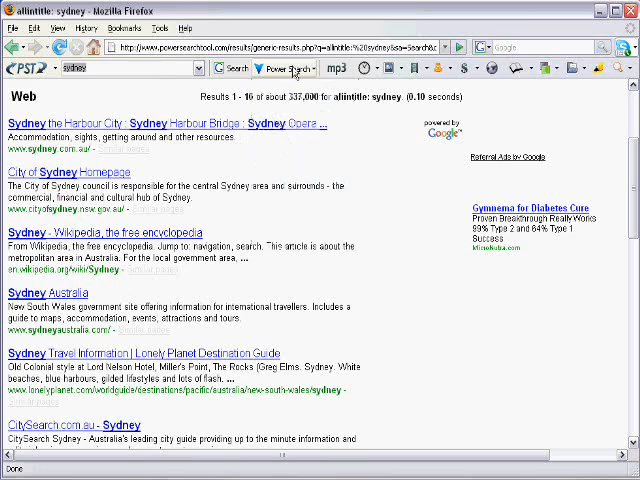 allintitle: sydney - Mozilla Firefox
File Edit View History Bookmarks Tools Help
http://www.powersearchtool.com/results/generic-results.php?q=allintitle:%20sydney&sa=Search&c
Google
PST sydney Search Power Search mp3
Web
Results 1 - 16 of about 337,000 for allintitle: sydney. (0.10 seconds)
powered by
Google™
Referral Ads by Google
Sydney the Harbour City : Sydney Harbour Bridge : Sydney Opera ...
Accommodation, sights, getting around and other resources.
www.sydney.com.au/ - Similar pages
City of Sydney Homepage
The City of Sydney council is responsible for the central Sydney area and surrounds - the
commercial, financial and cultural hub of Sydney.
www.cityofsydney.nsw.gov.au/ - Similar pages
Gymnema for Diabetes Cure
Proven Breakthrough Really Works
99% Type 2 and 64% Type 1
Success
MicroNutra.com
Sydney - Wikipedia, the free encyclopedia
From Wikipedia, the free encyclopedia. Jump to: navigation, search. This article is about the
metropolitan area in Australia. For the local government area, ...
en.wikipedia.org/wiki/Sydney - Similar pages
Sydney Australia
New South Wales government site offering information for international travellers. Includes a
guide to maps, accommodation, events, attractions and tours.
www.sydneyaustralia.com/ - Similar pages
Sydney Travel Information | Lonely Planet Destination Guide
Old Colonial style at Lord Nelson Hotel, Miller's Point, The Rocks (Greg Elms. Sydney. White
beaches, blue harbours, gilded lifestyles and lots of flash. ...
www.lonelyplanet.com/worldguide/destinations/pacific/australia/new-south-wales/sydney -
Similar pages
CitySearch.com.au - Sydney
CitySearch Sydney - Australia's leading city guide providing up to the minute information and
Done